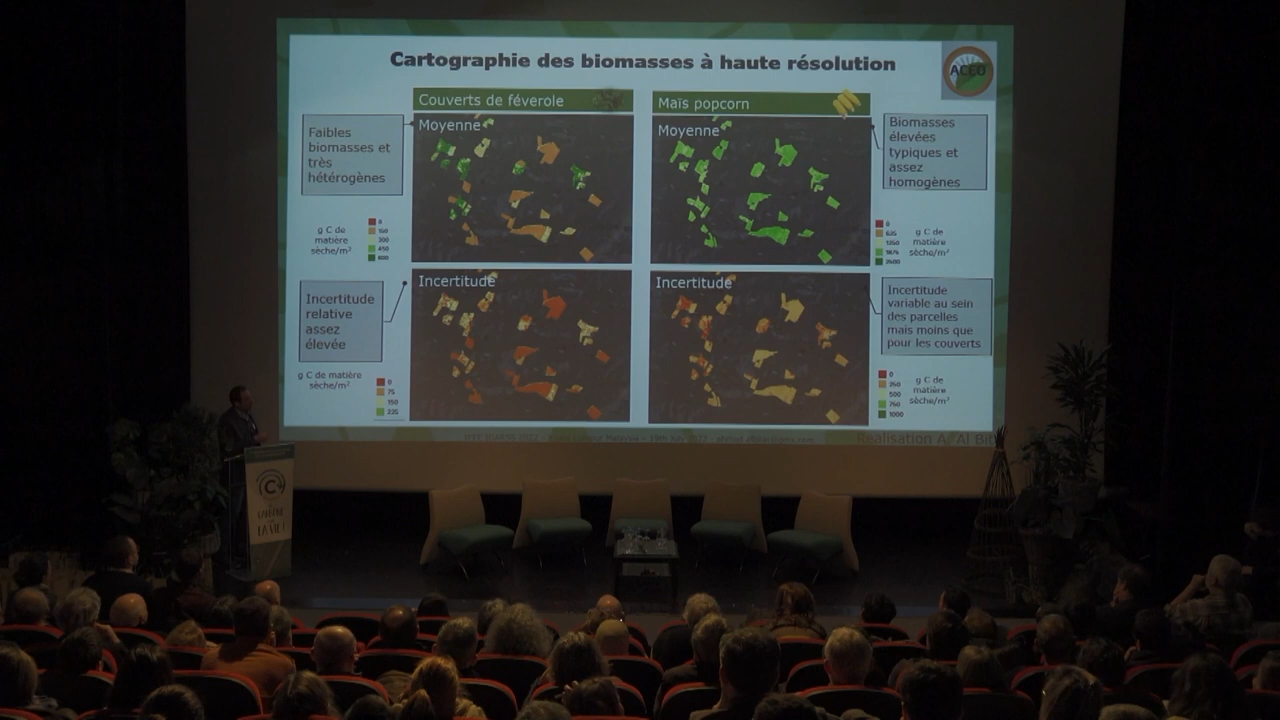 Cartographie des biomasses à haute résolution
ACCO
Couverts de féverole
Maïs popcorn
Faibles
biomasses et
très
hétérogènes
Moyenne
Moyenne
Biomasses
élevées
typiques et
assez
homogènes
g C de
matière
sèche/m²
0
150
300
450
600
0
625
1250
1875
2500
g C de
matière
sèche/m²
Incertitude
relative
assez
élevée
Incertitude
Incertitude
Incertitude
variable au sein
des parcelles
mais moins que
pour les couverts
g C de matière
sèche/m²
0
75
150
225
0
250
500
750
1000
g C de
matière
sèche/m²
Réalisation A. Al Bit
C
LA VIE